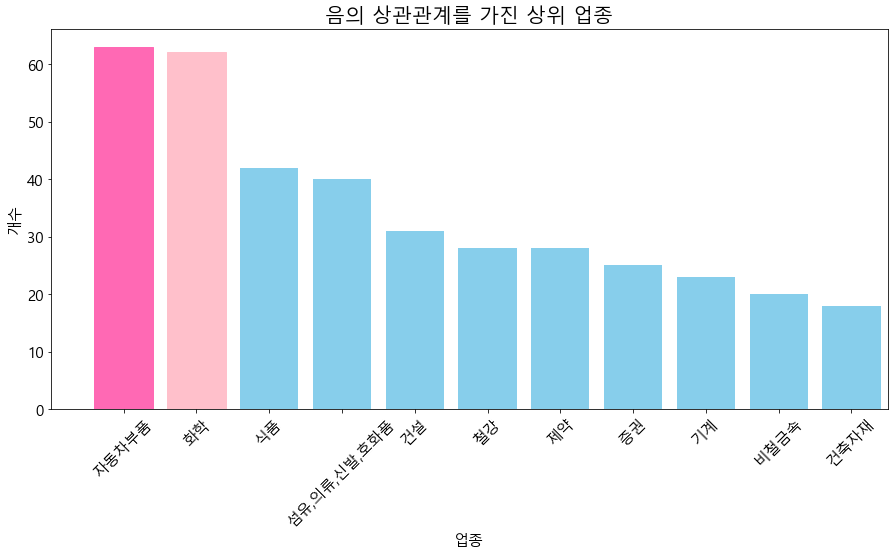 음의 상관관계를 가진 상위 업종
개수
60
50
40
30
20
10
0
자동차부품
화학
식품
섬유,의류,신발,호화품
건설
철강
제약
증권
기계
비철금속
건축자재
업종